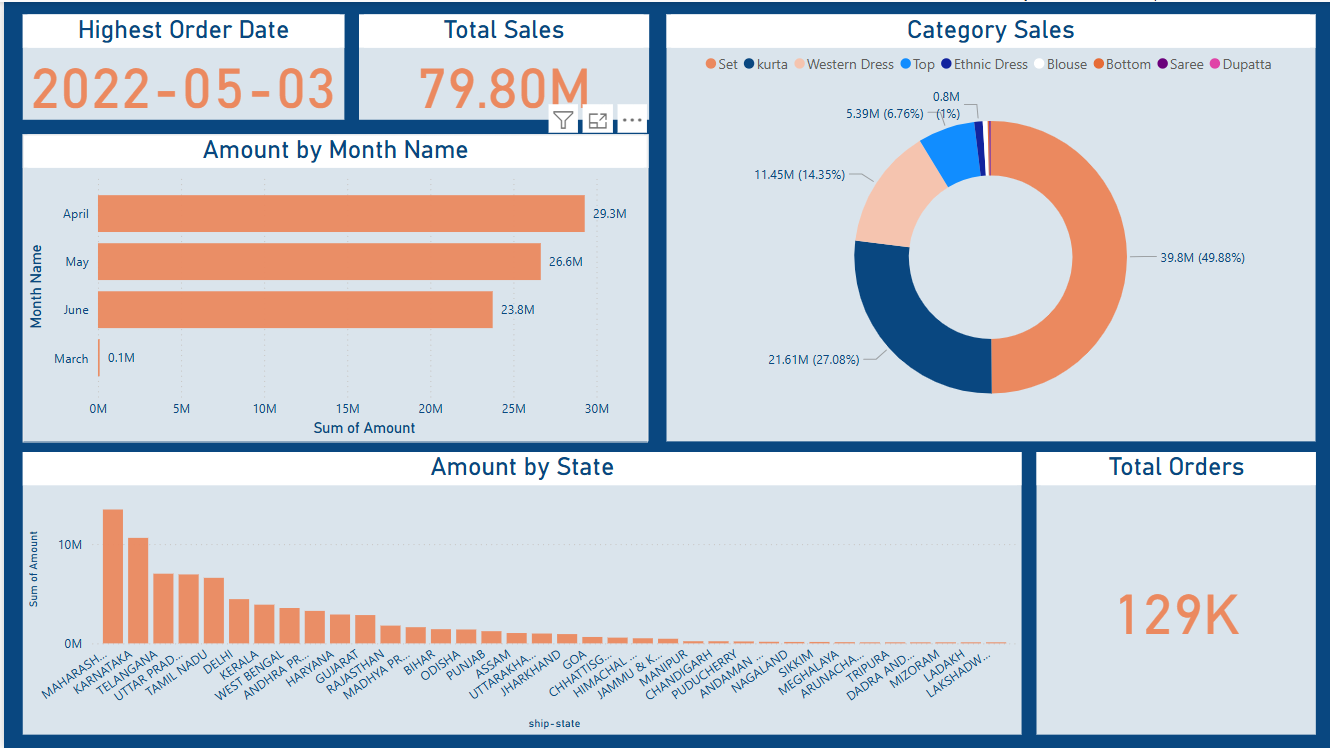 Highest Order Date
2022-05-03
Total Sales
79.80M
Category Sales
Set kurta Western Dress Top Ethnic Dress Blouse Bottom Saree Dupatta
0.8M
(1%)
5.39M (6.76%)
11.45M (14.35%)
39.8M (49.88%)
21.61M (27.08%)
Amount by Month Name
Month Name
April
29.3M
May
26.6M
June
23.8M
March
0.1M
0M 5M 10M 15M 20M 25M 30M
Sum of Amount
Amount by State
Sum of Amount
10M
0M
MAHARASH...
KARNATAKA
TELANGANA
UTTAR PRAD...
TAMIL NADU
DELHI
KERALA
WEST BENGAL
ANDHRA PR...
HARYANA
GUJARAT
RAJASTHAN
MADHYA PR...
BIHAR
ODISHA
PUNJAB
ASSAM
UTTARAKHA...
JHARKHAND
GOA
CHHATTISG...
HIMACHAL ...
JAMMU & K...
MANIPUR
CHANDIGARH
PUDUCHERRY
ANDAMAN ...
NAGALAND
SIKKIM
MEGHALAYA
ARUNACHA...
TRIPURA
DADRA AND...
MIZORAM
LADAKH
LAKSHADW...
ship-state
Total Orders
129K